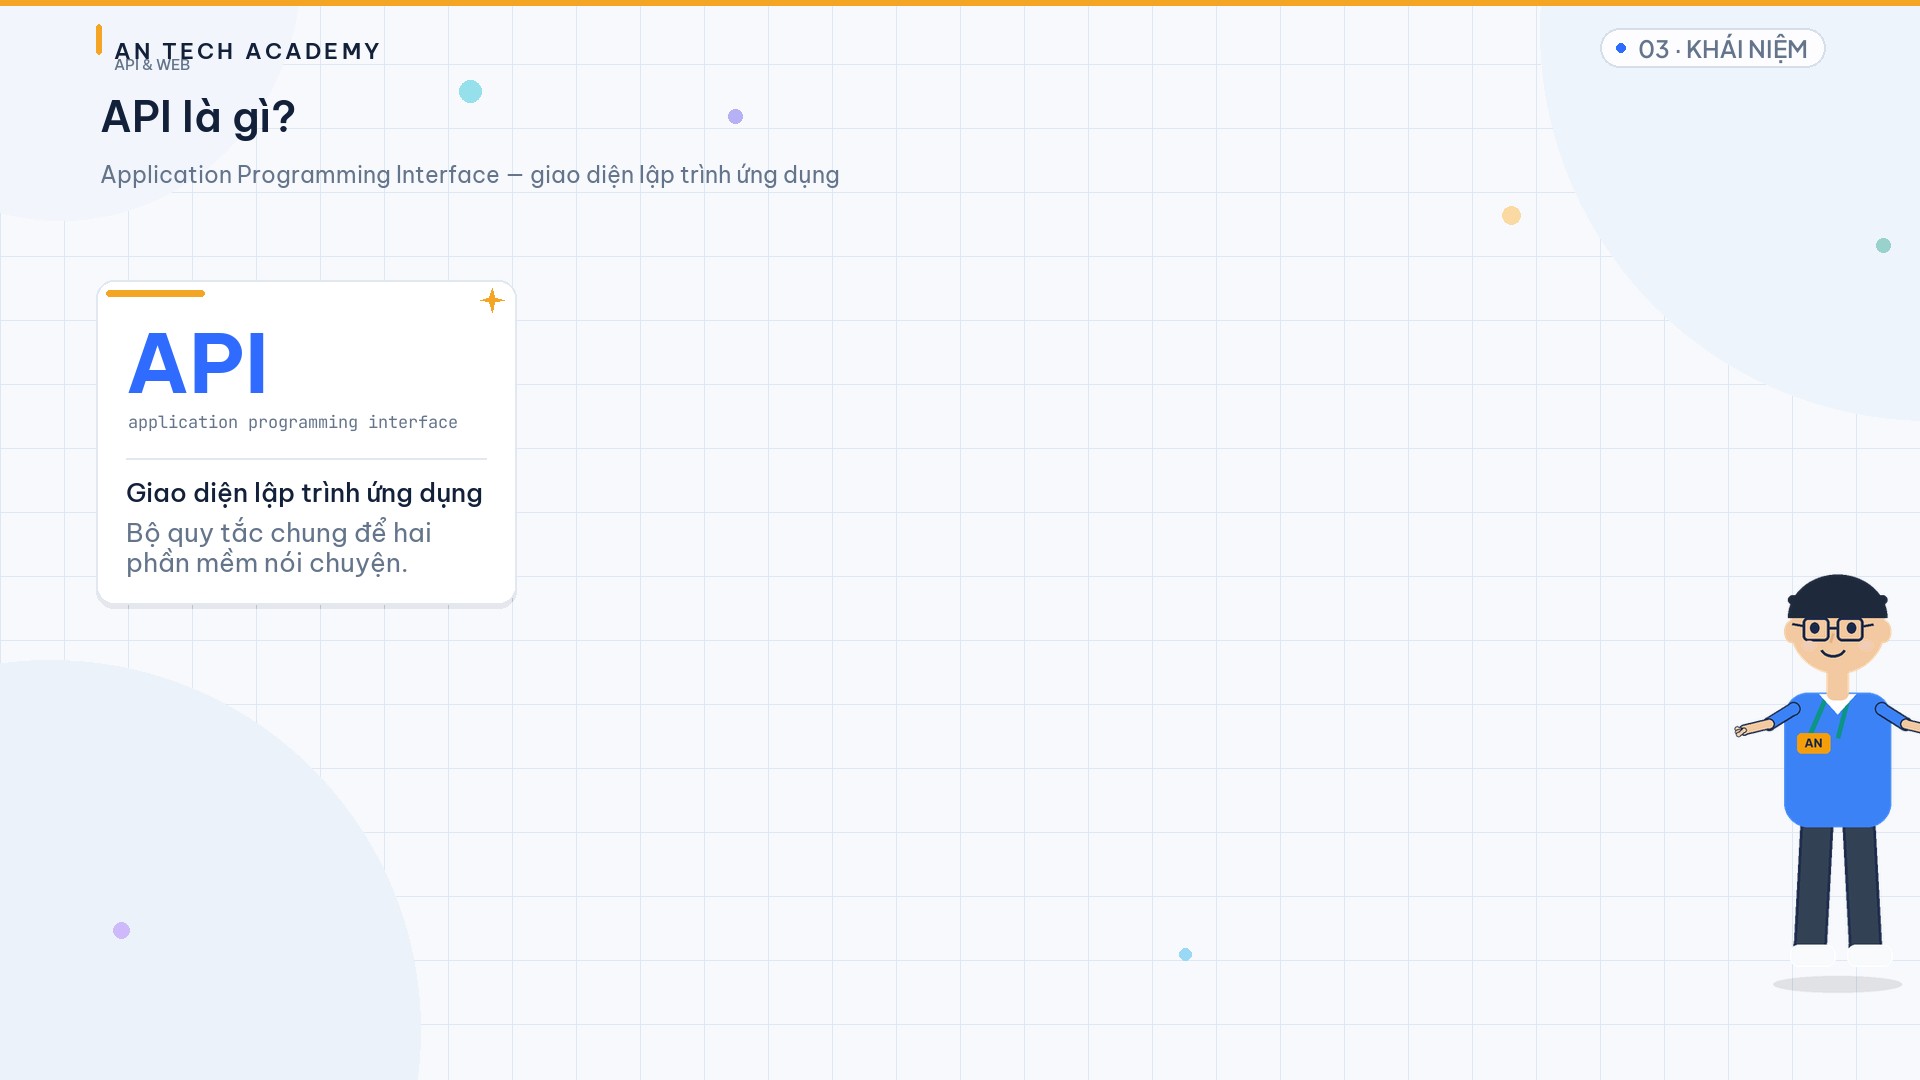 AN TECH ACADEMY
API & WEB
03 · KHÁI NIỆM
API là gì?
Application Programming Interface — giao diện lập trình ứng dụng
API
application programming interface
Giao diện lập trình ứng dụng
Bộ quy tắc chung để hai
phần mềm nói chuyện.
AN